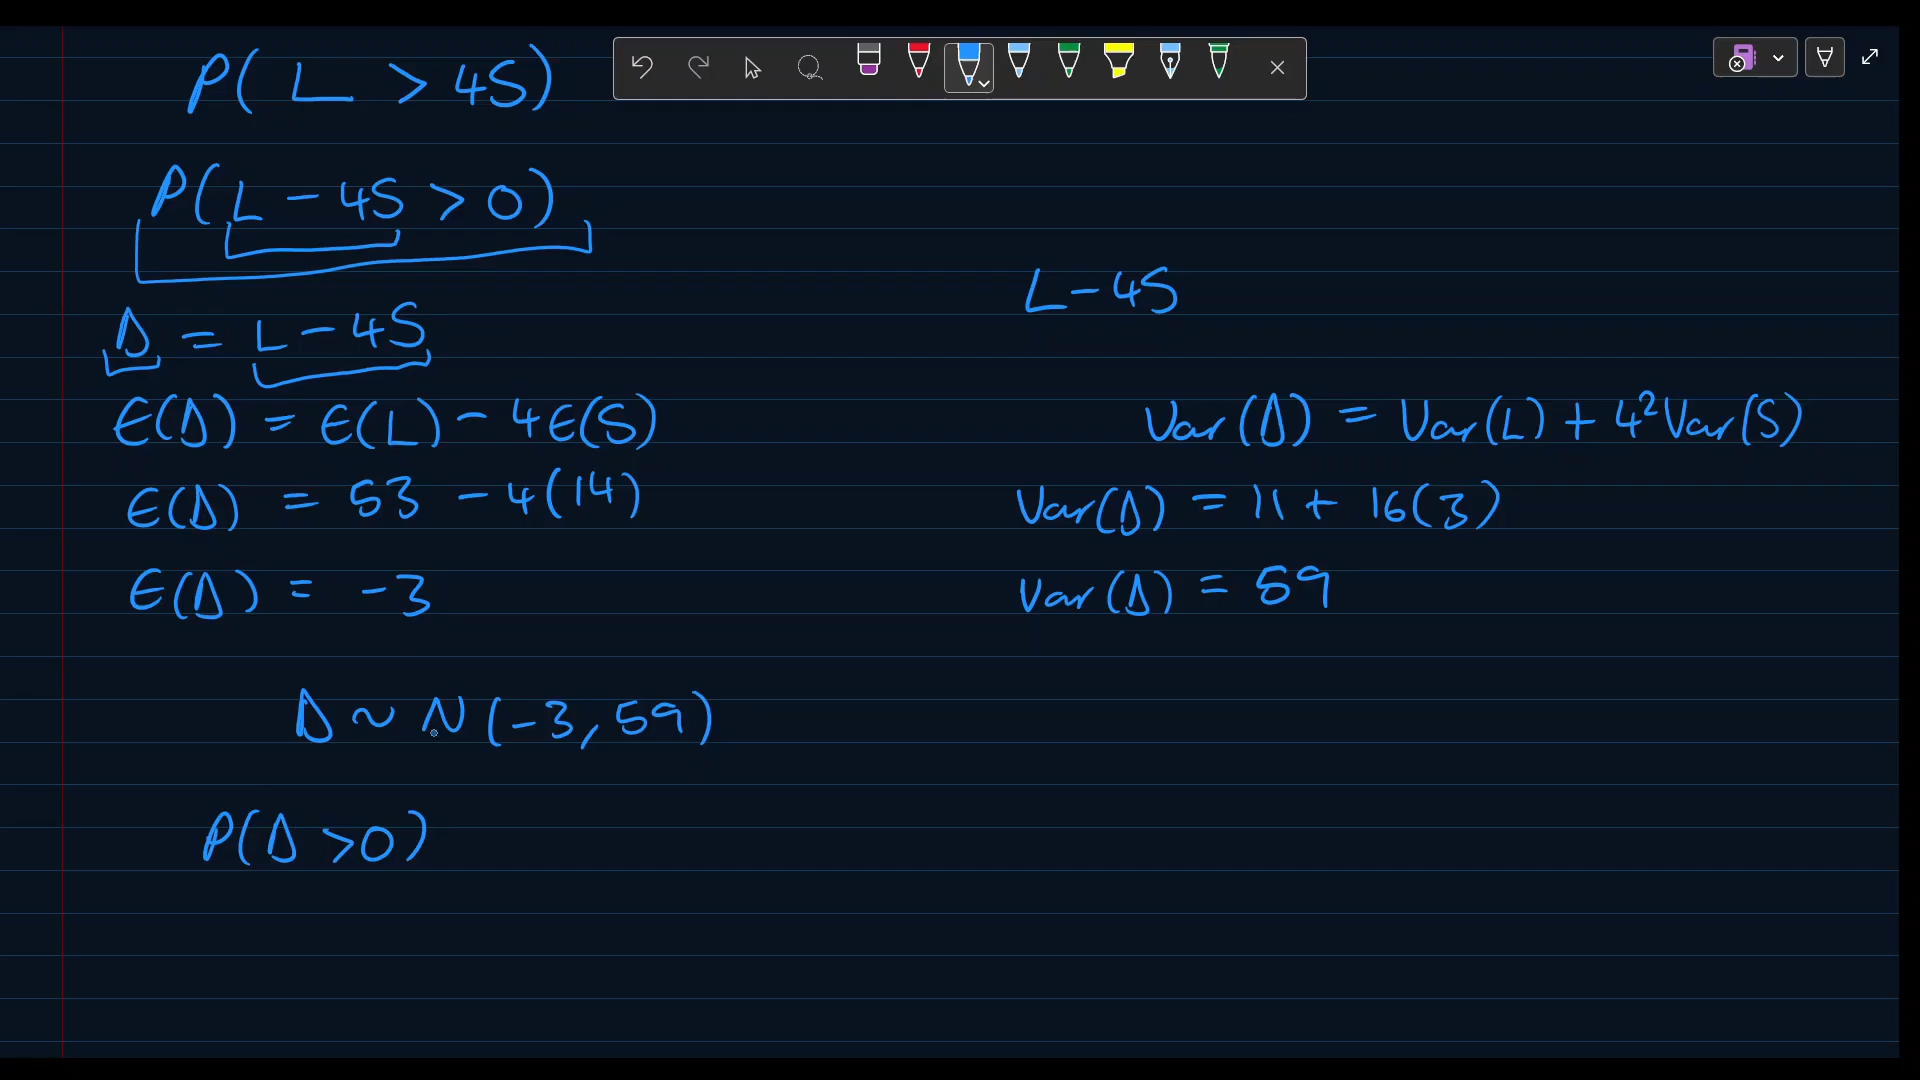 P( L > 4S)
P(L - 4S > 0)
L - 4S
D = L - 4S
E(D) = E(L) - 4E(S)
Var(D) = Var(L) + 4²Var(S)
E(D) = 53 - 4(14)
Var(D) = 11 + 16(3)
E(D) = -3
Var(D) = 59
D ~ N(-3, 59)
P(D > 0)